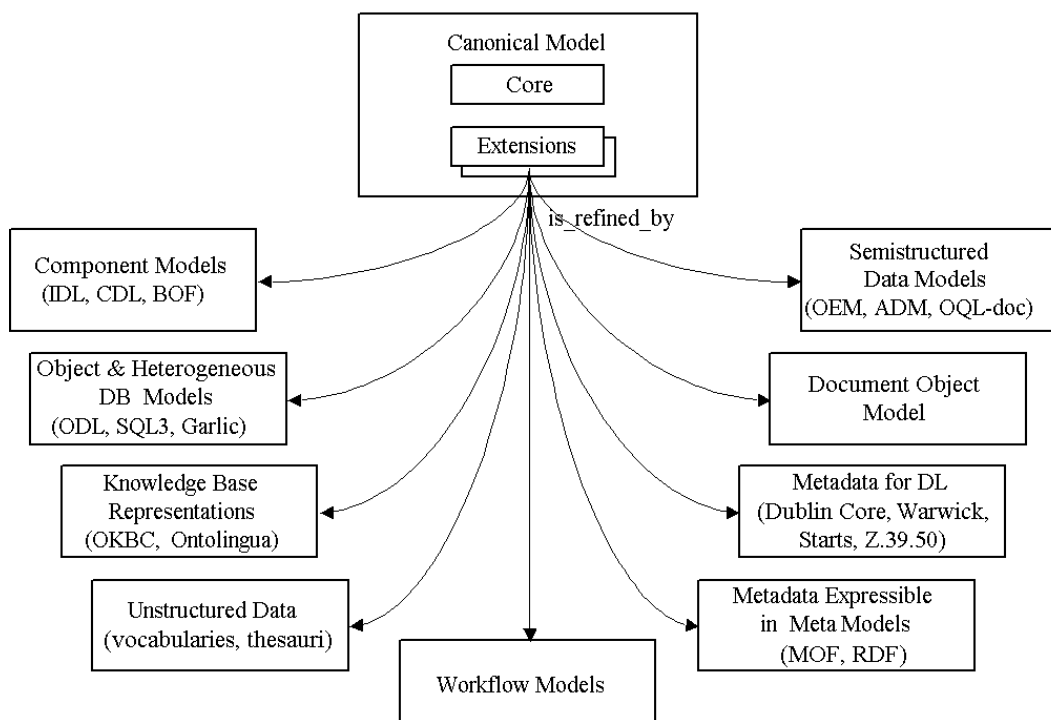 Canonical Model
Core
Extensions
is_refined_by
Component Models
(IDL, CDL, BOF)
Semistructured
Data Models
(OEM, ADM, OQL-doc)
Object & Heterogeneous
DB Models
(ODL, SQL3, Garlic)
Document Object
Model
Knowledge Base
Representations
(OKBC, Ontolingua)
Metadata for DL
(Dublin Core, Warwick,
Starts, Z.39.50)
Unstructured Data
(vocabularies, thesauri)
Metadata Expressible
in Meta Models
(MOF, RDF)
Workflow Models